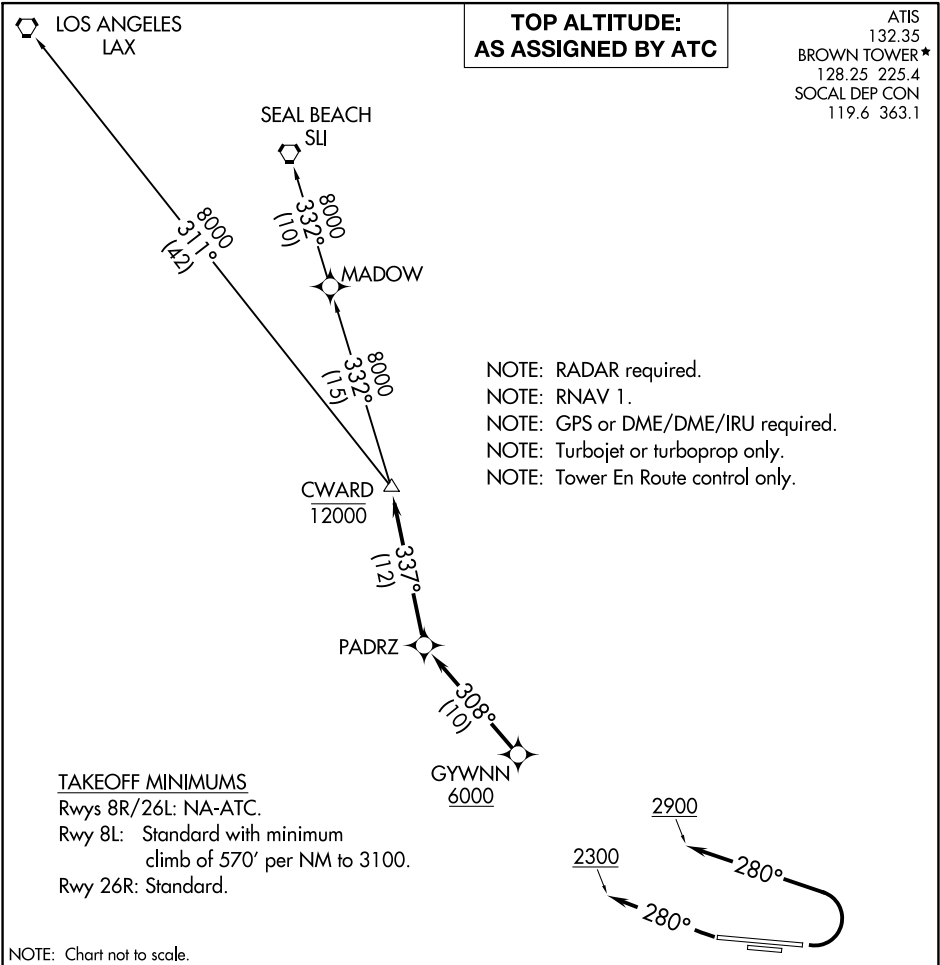 LOS ANGELES
LAX
TOP ALTITUDE:
AS ASSIGNED BY ATC
ATIS
132.35
BROWN TOWER★
128.25 225.4
SOCAL DEP CON
119.6 363.1
SEAL BEACH
SLI
8000
332°
(10)
8000
311°
(42)
MADOW
8000
332°
(15)
NOTE: RADAR required.
NOTE: RNAV 1.
NOTE: GPS or DME/DME/IRU required.
NOTE: Turbojet or turboprop only.
NOTE: Tower En Route control only.
CWARD
12000
337°
(12)
PADRZ
308°
(10)
GYWNN
6000
TAKEOFF MINIMUMS
Rwys 8R/26L: NA-ATC.
Rwy 8L: Standard with minimum
climb of 570' per NM to 3100.
Rwy 26R: Standard.
2900
280°
2300
280°
NOTE: Chart not to scale.